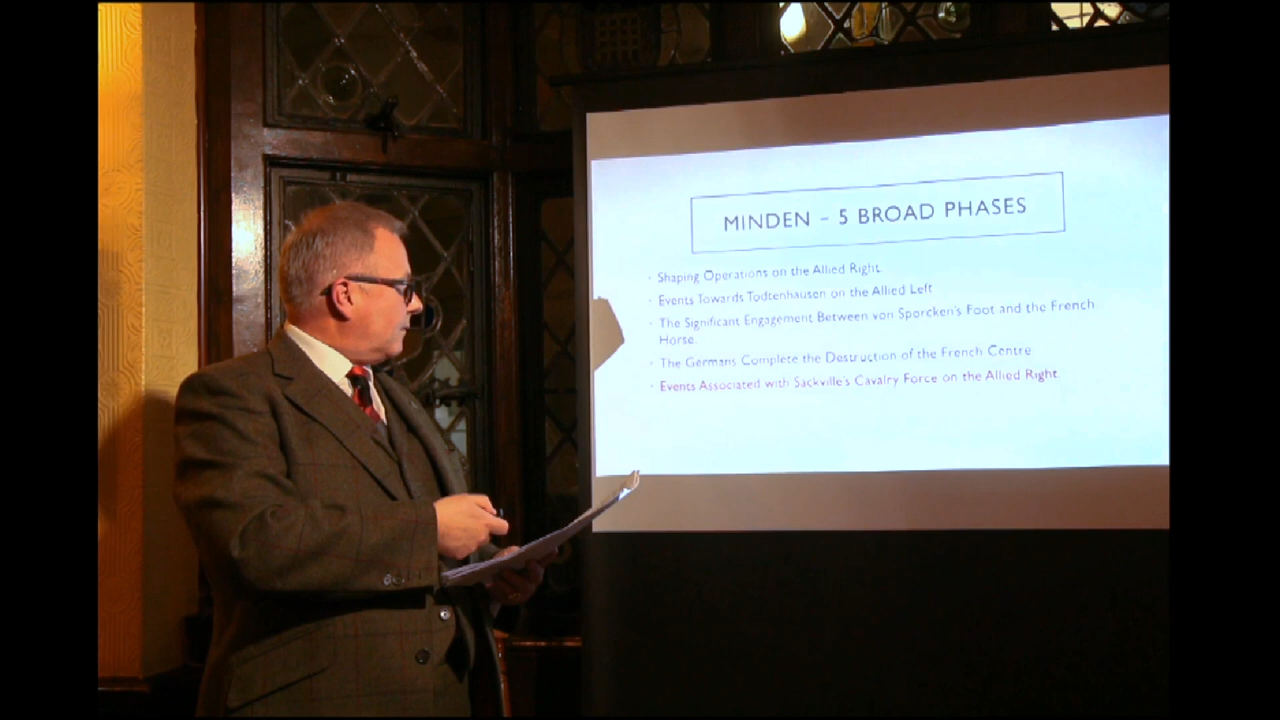 MINDEN – 5 BROAD PHASES
· Shaping Operations on the Allied Right.
· Events Towards Todtenhausen on the Allied Left
· The Significant Engagement Between von Sporcken's Foot and the French
Horse.
· The Germans Complete the Destruction of the French Centre
· Events Associated with Sackville's Cavalry Force on the Allied Right.